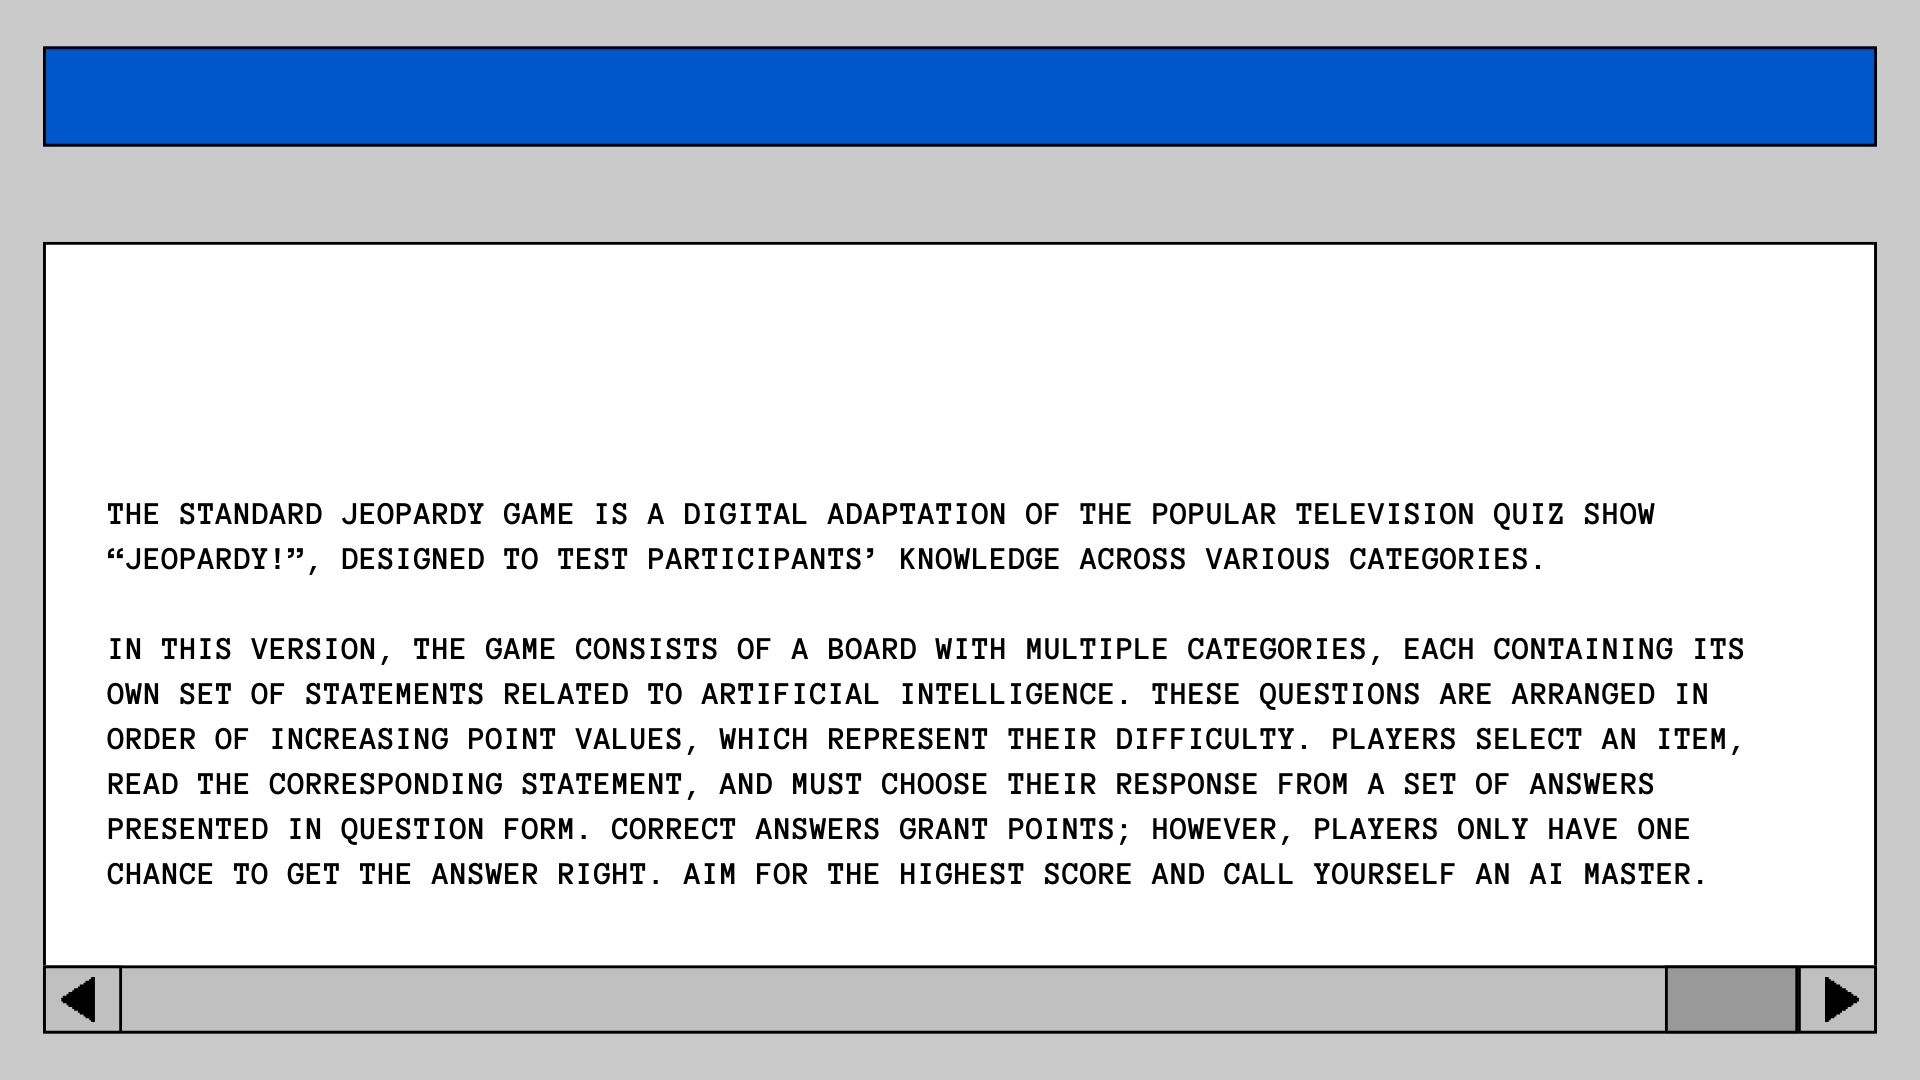 THE STANDARD JEOPARDY GAME IS A DIGITAL ADAPTATION OF THE POPULAR TELEVISION QUIZ SHOW
“JEOPARDY!”, DESIGNED TO TEST PARTICIPANTS’ KNOWLEDGE ACROSS VARIOUS CATEGORIES.
IN THIS VERSION, THE GAME CONSISTS OF A BOARD WITH MULTIPLE CATEGORIES, EACH CONTAINING ITS
OWN SET OF STATEMENTS RELATED TO ARTIFICIAL INTELLIGENCE. THESE QUESTIONS ARE ARRANGED IN
ORDER OF INCREASING POINT VALUES, WHICH REPRESENT THEIR DIFFICULTY. PLAYERS SELECT AN ITEM,
READ THE CORRESPONDING STATEMENT, AND MUST CHOOSE THEIR RESPONSE FROM A SET OF ANSWERS
PRESENTED IN QUESTION FORM. CORRECT ANSWERS GRANT POINTS; HOWEVER, PLAYERS ONLY HAVE ONE
CHANCE TO GET THE ANSWER RIGHT. AIM FOR THE HIGHEST SCORE AND CALL YOURSELF AN AI MASTER.